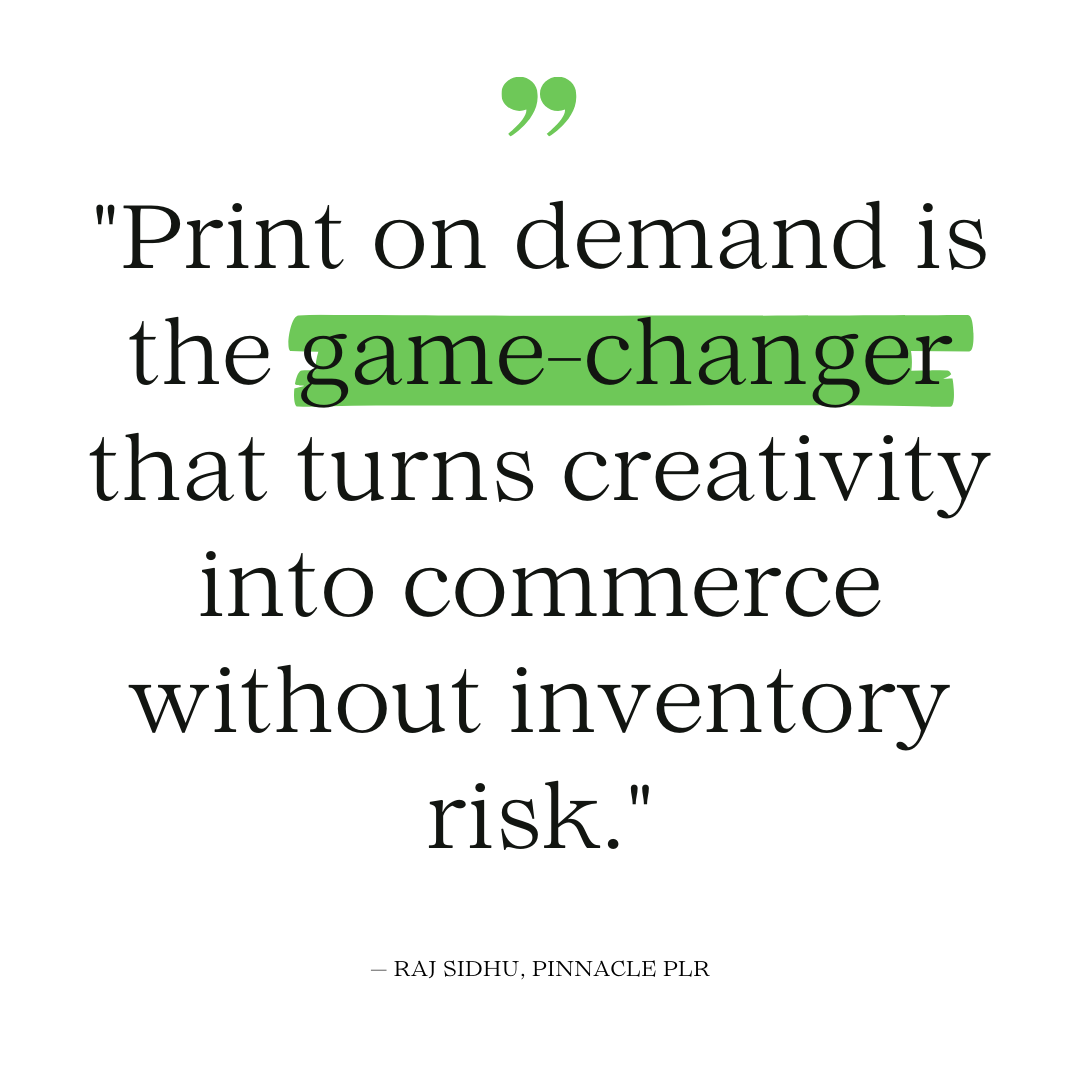 ”
"Print on demand is
the game-changer
that turns creativity
into commerce
without inventory
risk."
— RAJ SIDHU, PINNACLE PLR